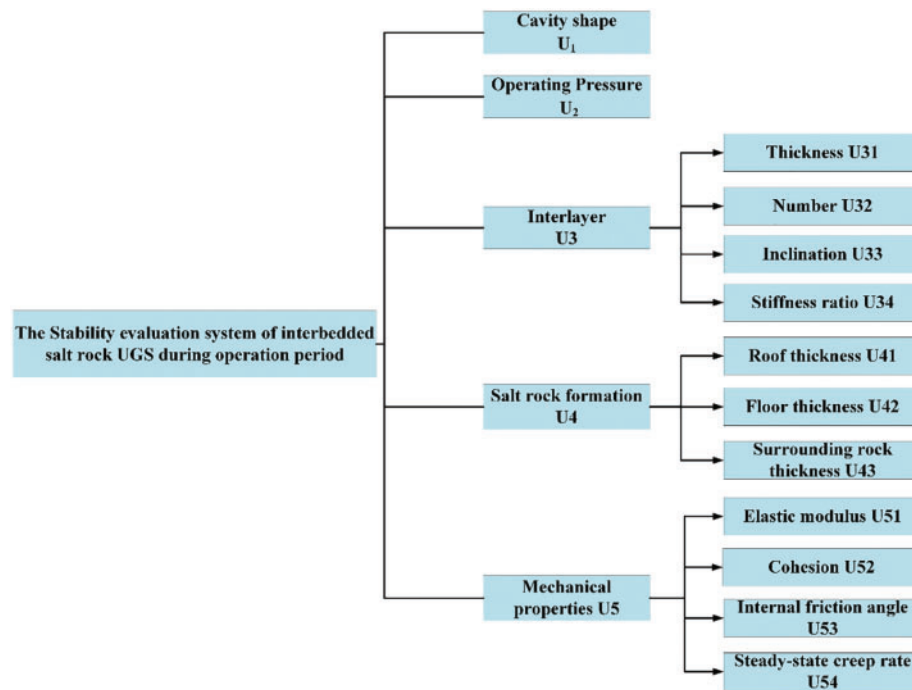 Cavity shape
U₁
Operating Pressure
U₂
Thickness U31
Number U32
Interlayer
U3
Inclination U33
Stiffness ratio U34
The Stability evaluation system of interbedded
salt rock UGS during operation period
Roof thickness U41
Salt rock formation
U4
Floor thickness U42
Surrounding rock
thickness U43
Elastic modulus U51
Cohesion U52
Mechanical
properties U5
Internal friction angle
U53
Steady-state creep rate
U54